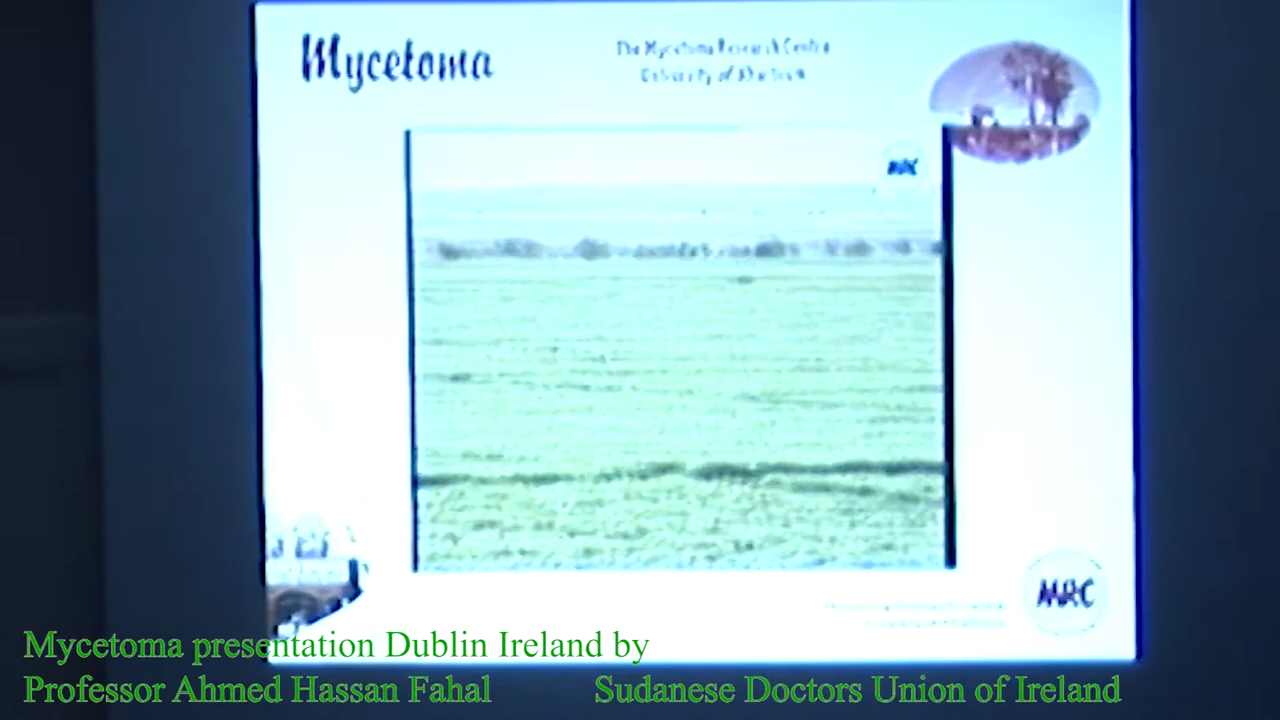 Mycetoma
The Mycetoma Research Centre
University of Khartoum
MRC
MRC
Mycetoma presentation Dublin Ireland by
Professor Ahmed Hassan Fahal
Sudanese Doctors Union of Ireland